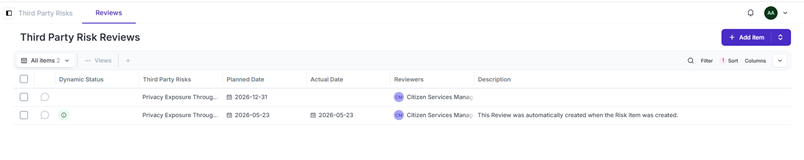 Third Party Risks Reviews AA
Third Party Risk Reviews
+ Add item
All items 2 Views + Filter 1 Sort Columns
Dynamic Status Third Party Risks Planned Date Actual Date Reviewers Description
Privacy Exposure Throug... 2026-12-31 CM Citizen Services Manag
Privacy Exposure Throug... 2026-05-23 2026-05-23 CM Citizen Services Manag This Review was automatically created when the Risk item was created.